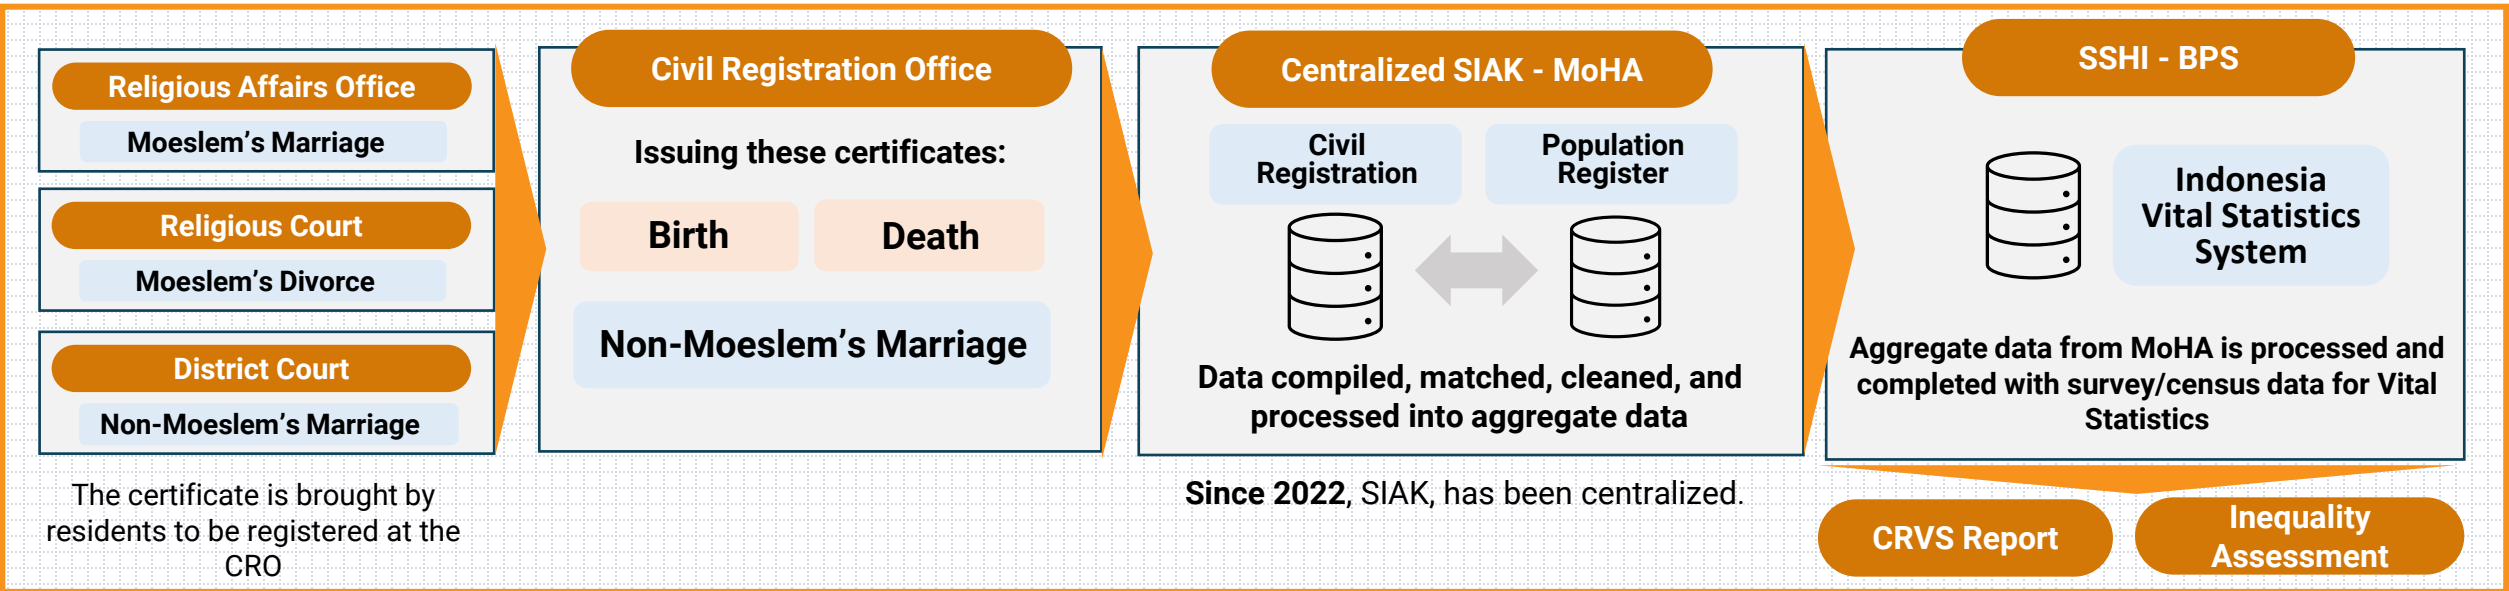 Religious Affairs Office
Moeslem's Marriage
Religious Court
Moeslem's Divorce
District Court
Non-Moeslem's Marriage
The certificate is brought by
residents to be registered at the
CRO
Civil Registration Office
Issuing these certificates:
Birth
Death
Non-Moeslem's Marriage
Centralized SIAK - MoHA
Civil
Registration
Population
Register
Data compiled, matched, cleaned, and
processed into aggregate data
Since 2022, SIAK, has been centralized.
SSHI - BPS
Indonesia
Vital Statistics
System
Aggregate data from MoHA is processed and
completed with survey/census data for Vital
Statistics
CRVS Report
Inequality
Assessment